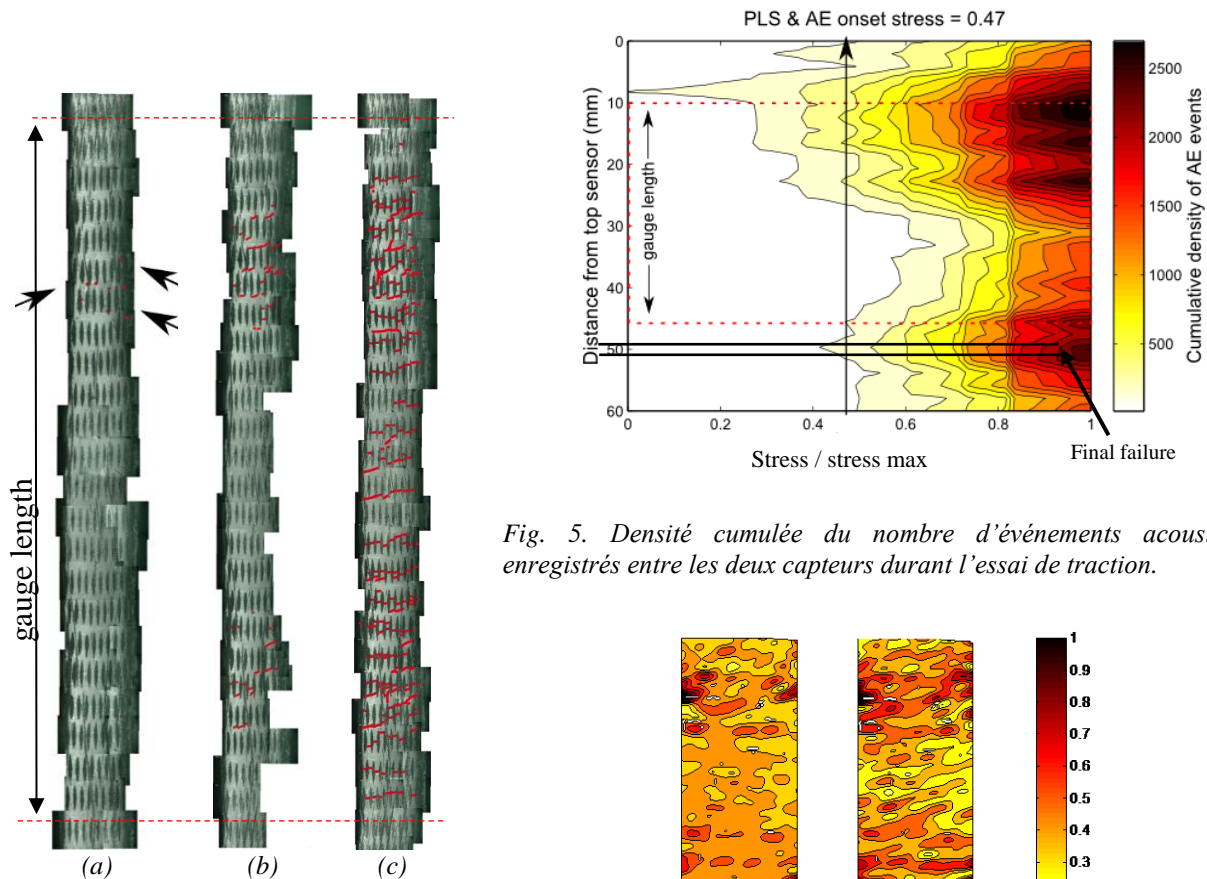 gauge length
(a)
(b)
(c)
PLS & AE onset stress = 0.47
Distance from top sensor (mm)
0
10
20
30
40
50
60
gauge length
0
0.2
0.4
0.6
0.8
1
Stress / stress max
Final failure
2500
2000
1500
1000
500
Cumulative density of AE events
Fig. 5. Densité cumulée du nombre d'événements acous
enregistrés entre les deux capteurs durant l'essai de traction.
1
0.9
0.8
0.7
0.6
0.5
0.4
0.3